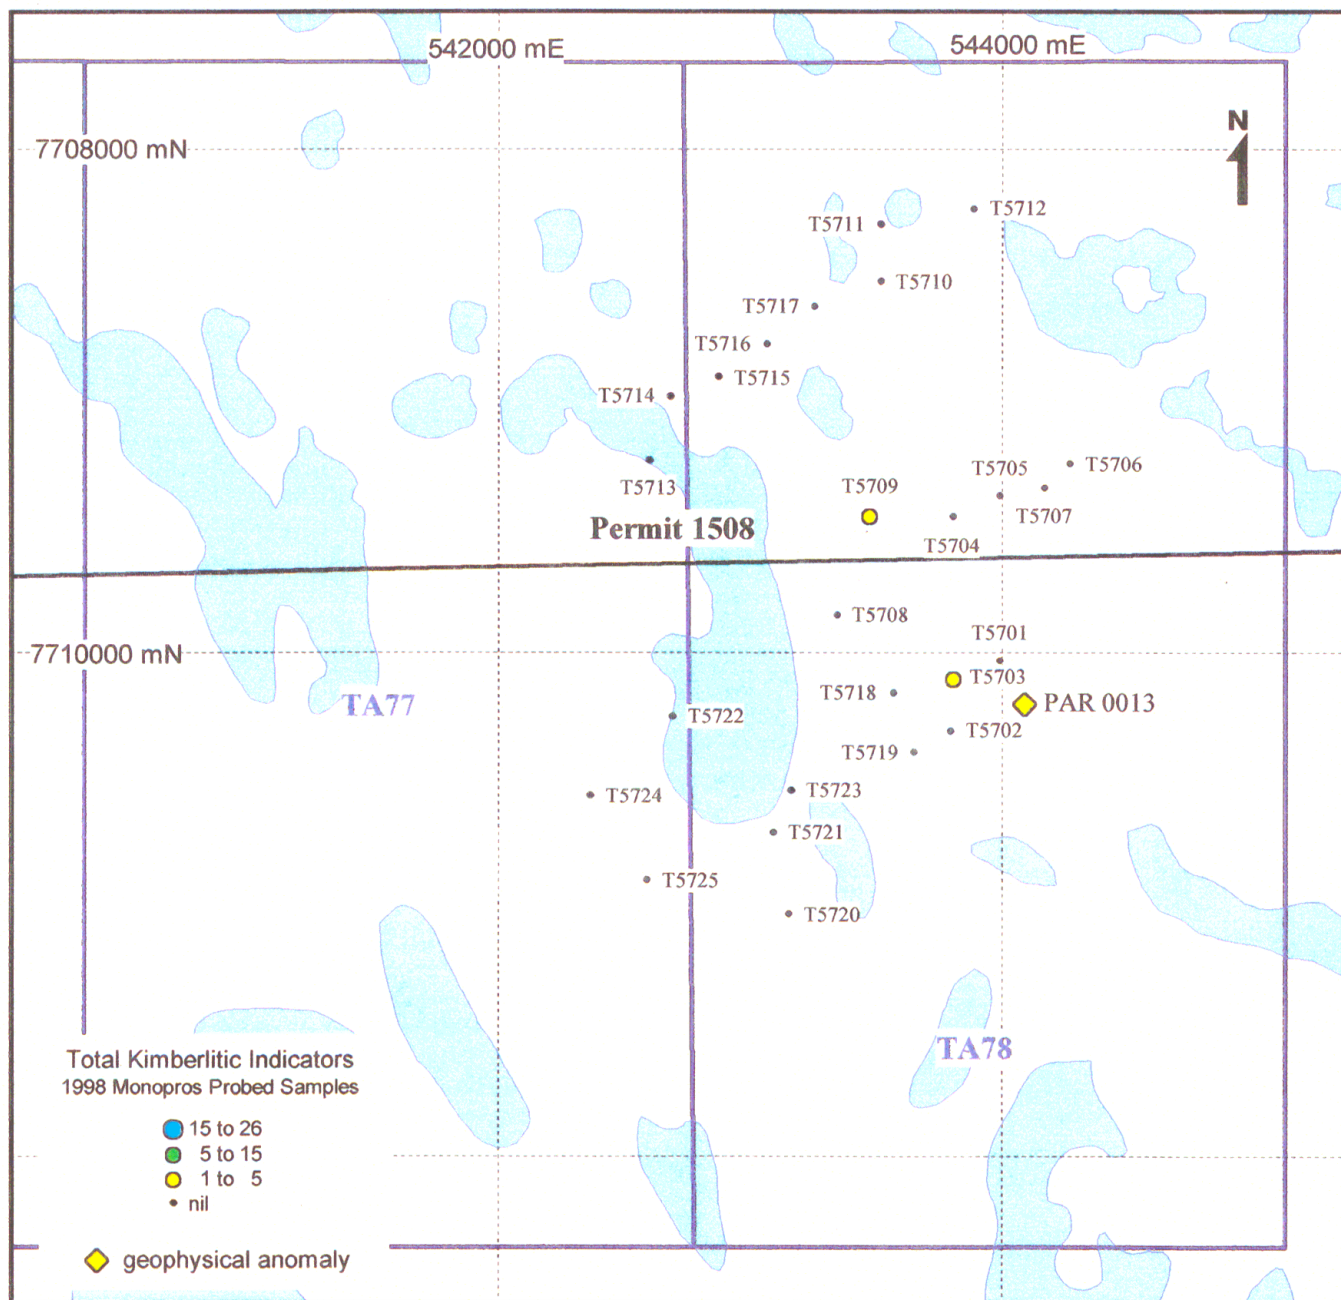 542000 mE
544000 mE
N
7708000 mN
T5712
T5711
T5710
T5717
T5716
T5715
T5714
T5713
T5709
T5705
T5706
T5707
T5704
Permit 1508
T5708
T5701
7710000 mN
T5703
T5718
TA77
PAR 0013
T5722
T5702
T5719
T5724
T5723
T5721
T5725
T5720
TA78
Total Kimberlitic Indicators
1998 Monopros Probed Samples
15 to 26
5 to 15
1 to 5
nil
geophysical anomaly